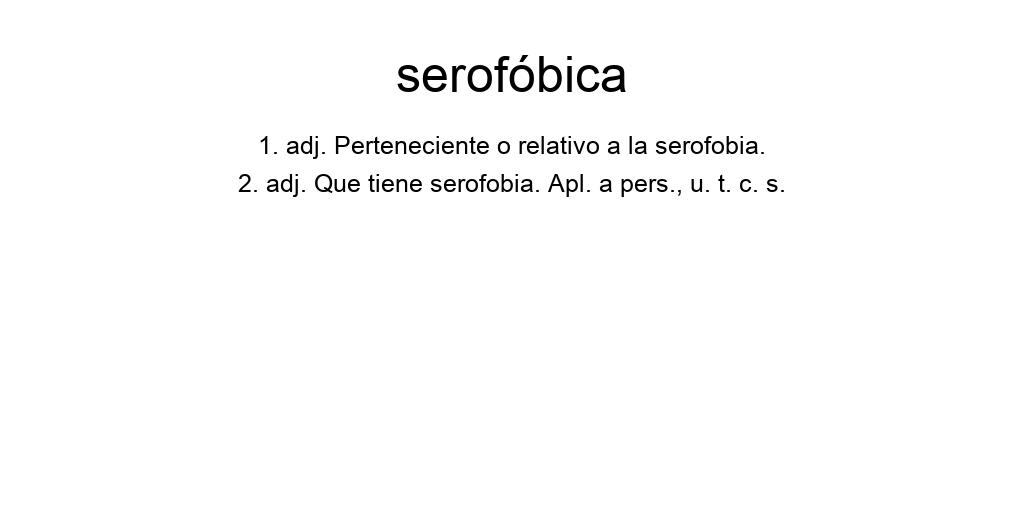 serofóbica
1. adj. Perteneciente o relativo a la serofobia.
2. adj. Que tiene serofobia. Apl. a pers., u. t. c. s.